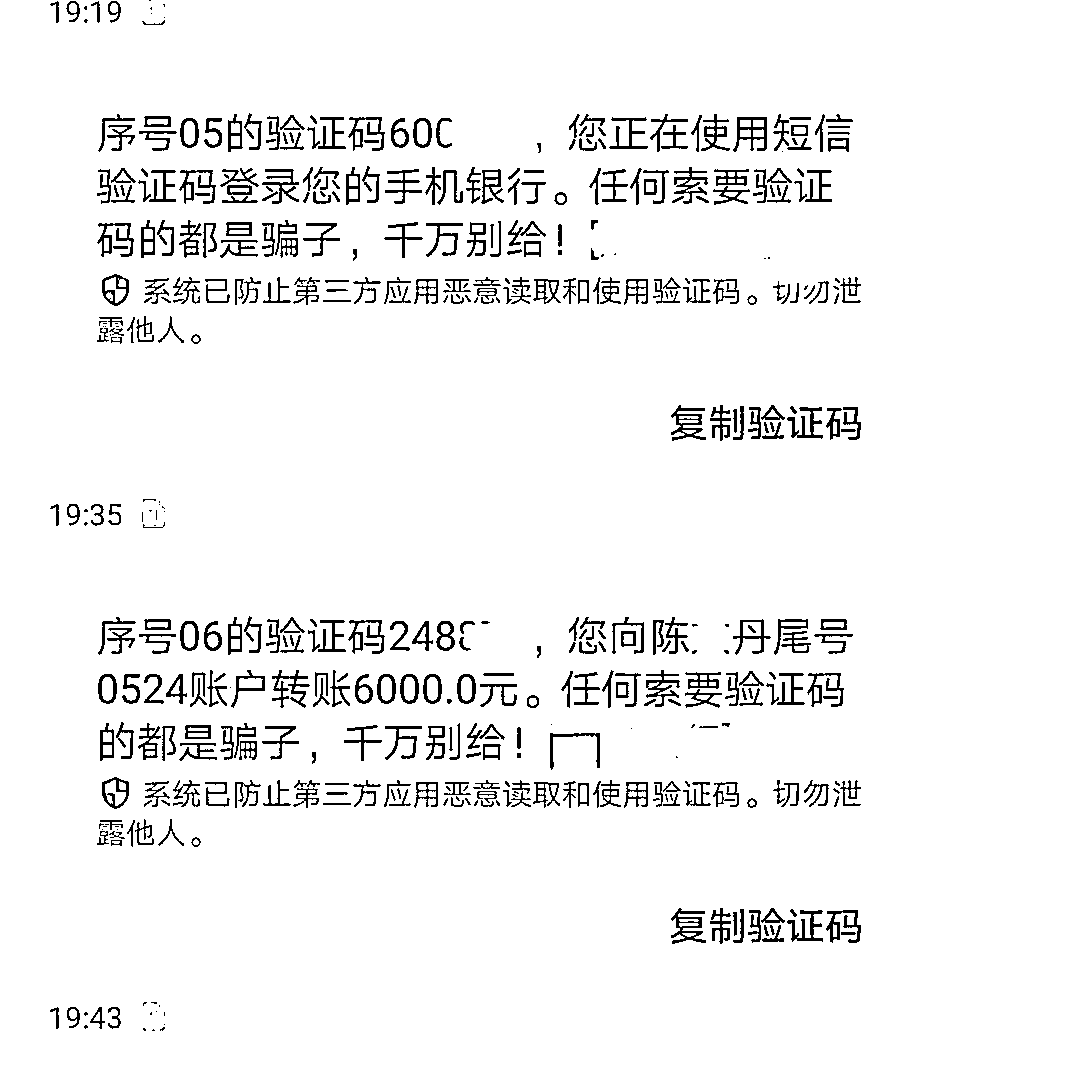 19:19
序号05的验证码60 ，您正在使用短信
验证码登录您的手机银行。任何索要验证
码的都是骗子，千万别给！
系统已防止第三方应用恶意读取和使用验证码。切勿泄
露他人。
复制验证码
19:35
序号06的验证码248 ，您向陈 丹尾号
0524账户转账6000.0元。任何索要验证码
的都是骗子，千万别给！
系统已防止第三方应用恶意读取和使用验证码。切勿泄
露他人。
复制验证码
19:43